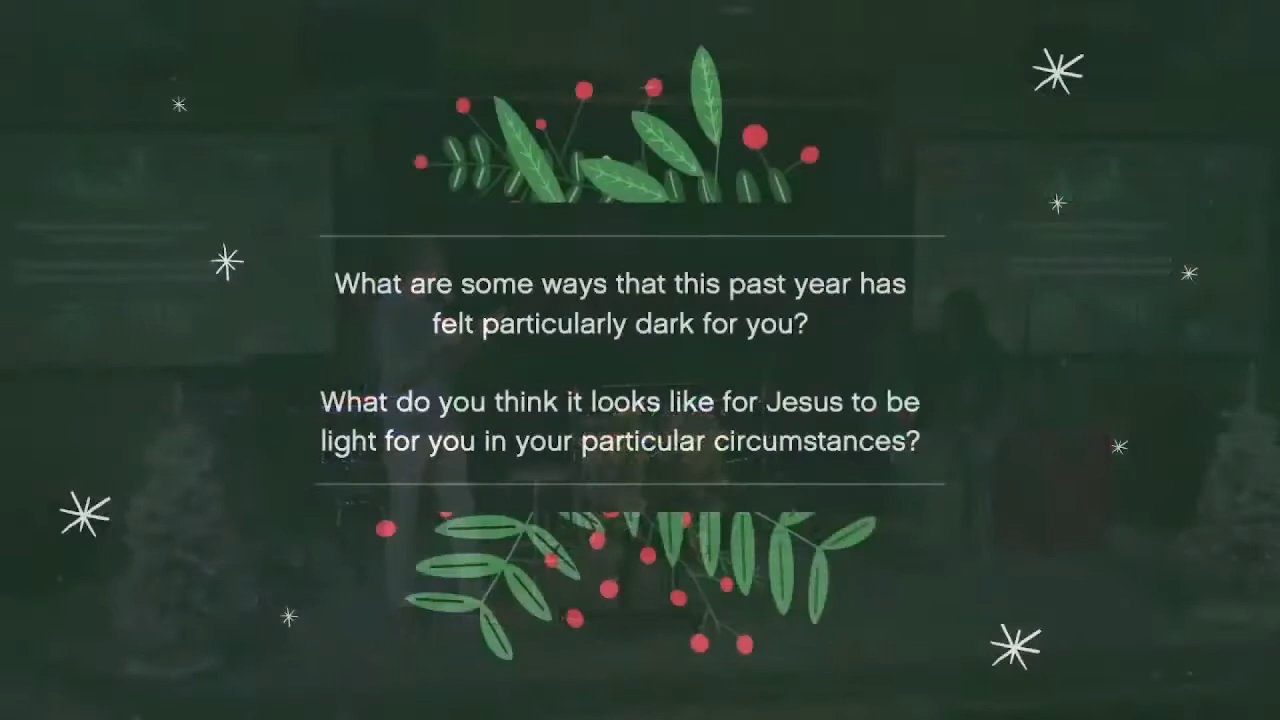 What are some ways that this past year has
felt particularly dark for you?
What do you think it looks like for Jesus to be
light for you in your particular circumstances?